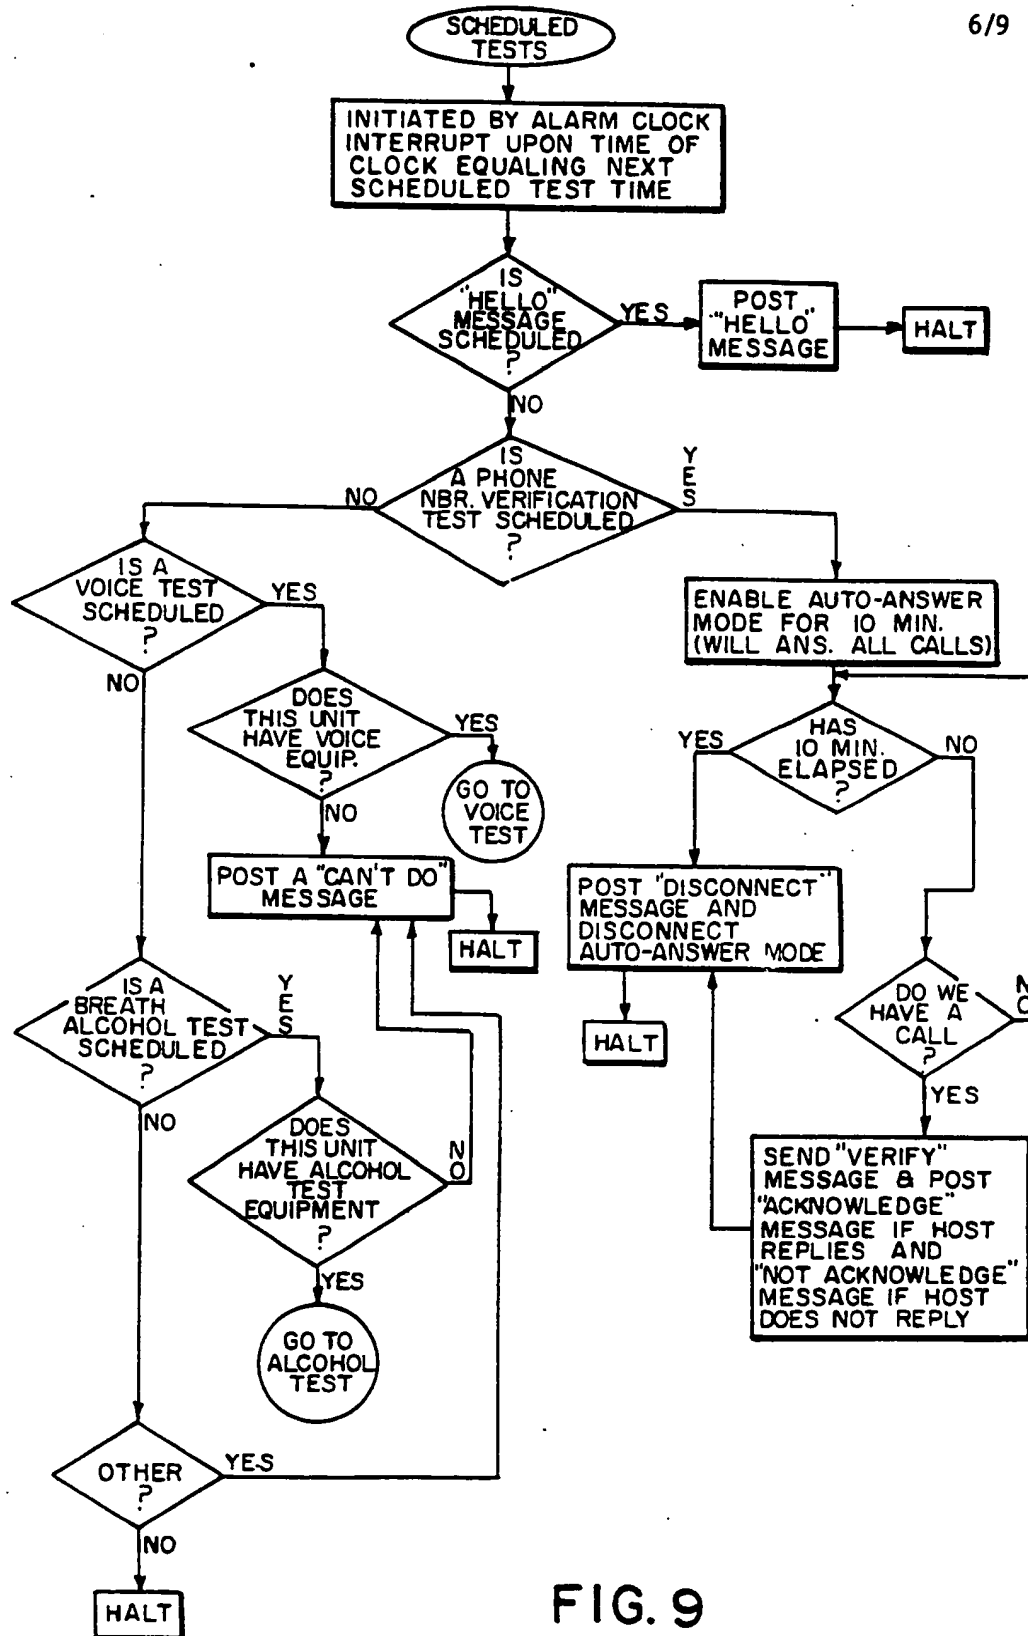 6/9
SCHEDULED
TESTS
INITIATED BY ALARM CLOCK
INTERRUPT UPON TIME OF
CLOCK EQUALING NEXT
SCHEDULED TEST TIME
IS
"HELLO"
MESSAGE
SCHEDULED
?
YES
POST
"HELLO"
MESSAGE
HALT
NO
IS
A PHONE
NBR. VERIFICATION
TEST SCHEDULED
?
NO
YES
IS A
VOICE TEST
SCHEDULED
?
YES
NO
ENABLE AUTO-ANSWER
MODE FOR 10 MIN.
(WILL ANS. ALL CALLS)
DOES
THIS UNIT
HAVE VOICE
EQUIP.
?
YES
NO
GO TO
VOICE
TEST
HAS
10 MIN.
ELAPSED
?
YES
NO
POST A "CAN'T DO"
MESSAGE
HALT
POST "DISCONNECT"
MESSAGE AND
DISCONNECT
AUTO-ANSWER MODE
HALT
DO WE
HAVE A
CALL
?
NO
YES
IS A
BREATH
ALCOHOL TEST
SCHEDULED
?
YES
NO
DOES
THIS UNIT
HAVE ALCOHOL
TEST
EQUIPMENT
?
NO
YES
GO TO
ALCOHOL
TEST
SEND "VERIFY"
MESSAGE & POST
"ACKNOWLEDGE"
MESSAGE IF HOST
REPLIES AND
"NOT ACKNOWLEDGE"
MESSAGE IF HOST
DOES NOT REPLY
OTHER
?
YES
NO
HALT
FIG. 9